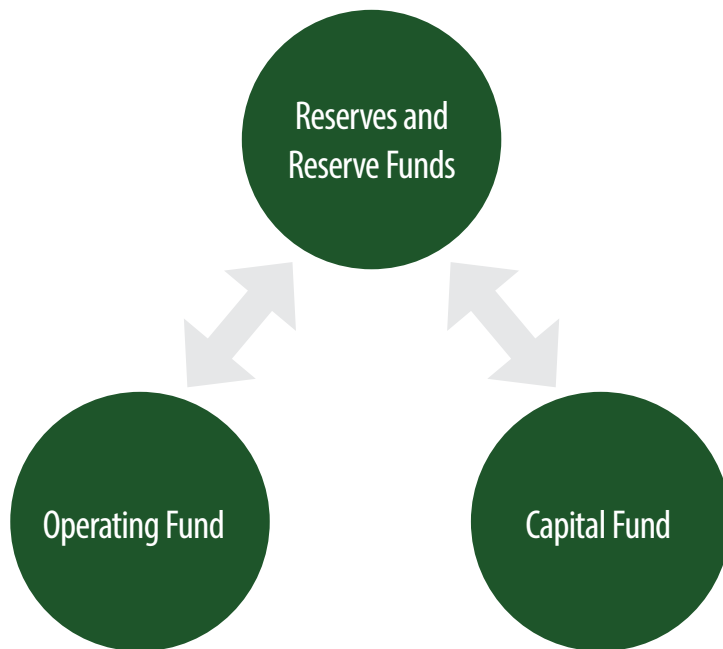 Reserves and
Reserve Funds
Operating Fund
Capital Fund